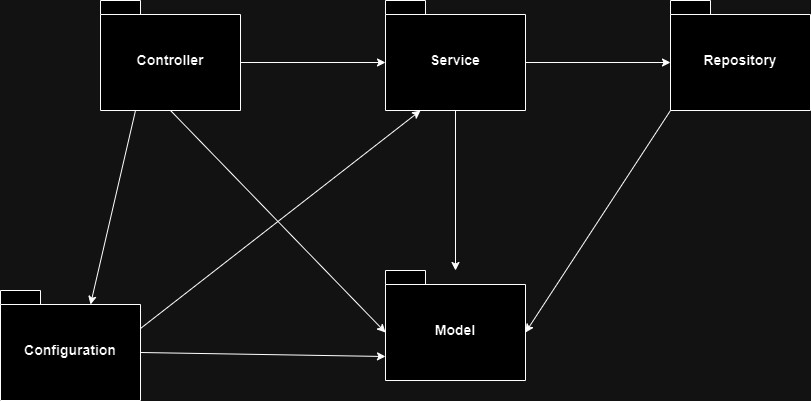 Controller
Service
Repository
Configuration
Model